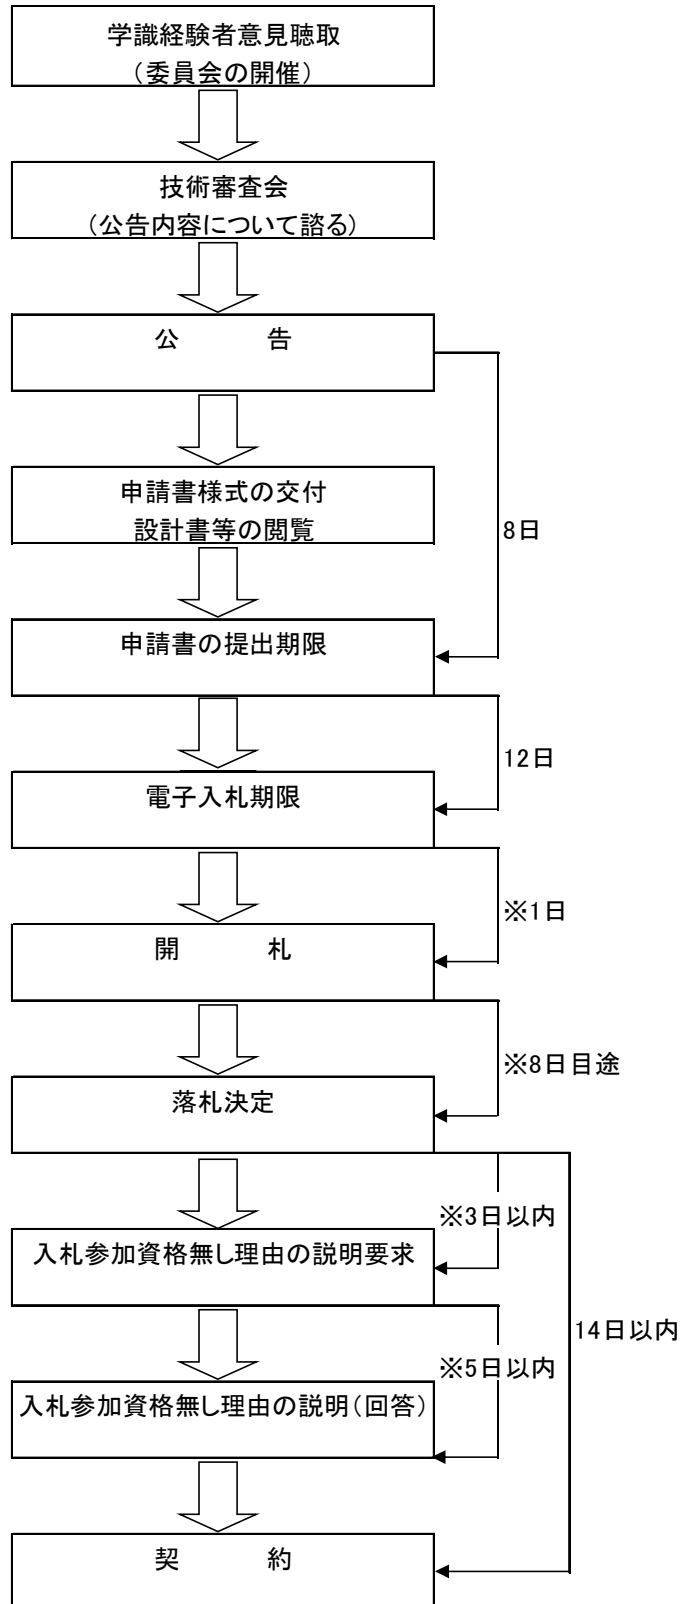 学識経験者意見聴取
（委員会の開催）
技術審査会
（公告内容について諮る）
公　　　　告
申請書様式の交付
設計書等の閲覧
8日
申請書の提出期限
12日
電子入札期限
※1日
開　　　　札
※8日目途
落札決定
※3日以内
入札参加資格無し理由の説明要求
14日以内
※5日以内
入札参加資格無し理由の説明（回答）
契　　　　約